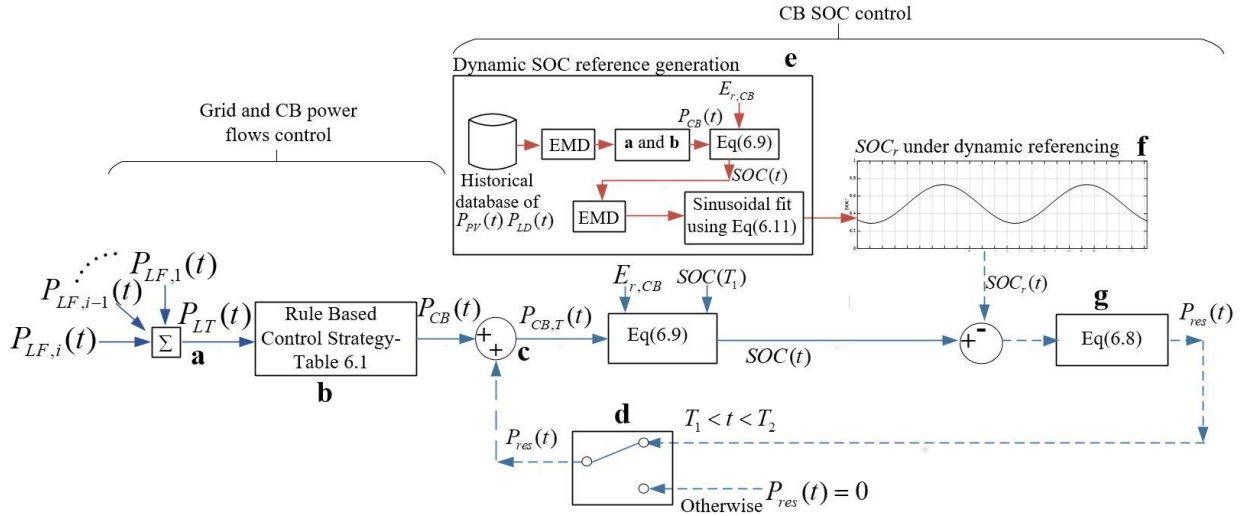 CB SOC control
Dynamic SOC reference generation
e
Grid and CB power
flows control
E_{r,CB}
P_{CB}(t)
EMD
a and b
Eq(6.9)
SOC(t)
Historical
database of
P_{PV}(t) P_{LD}(t)
EMD
Sinusoidal fit
using Eq(6.11)
SOC_r under dynamic referencing
f
SOC
P_{LF,1}(t)
P_{LF,i-1}(t)
P_{LF,i}(t)
Σ
P_{LT}(t)
a
Rule Based
Control Strategy-
Table 6.1
b
P_{CB}(t)
+
+
c
P_{CB,T}(t)
E_{r,CB}
SOC(T_1)
Eq(6.9)
SOC(t)
SOC_r(t)
+
-
g
Eq(6.8)
P_{res}(t)
d
T_1 < t < T_2
P_{res}(t)
Otherwise
P_{res}(t) = 0